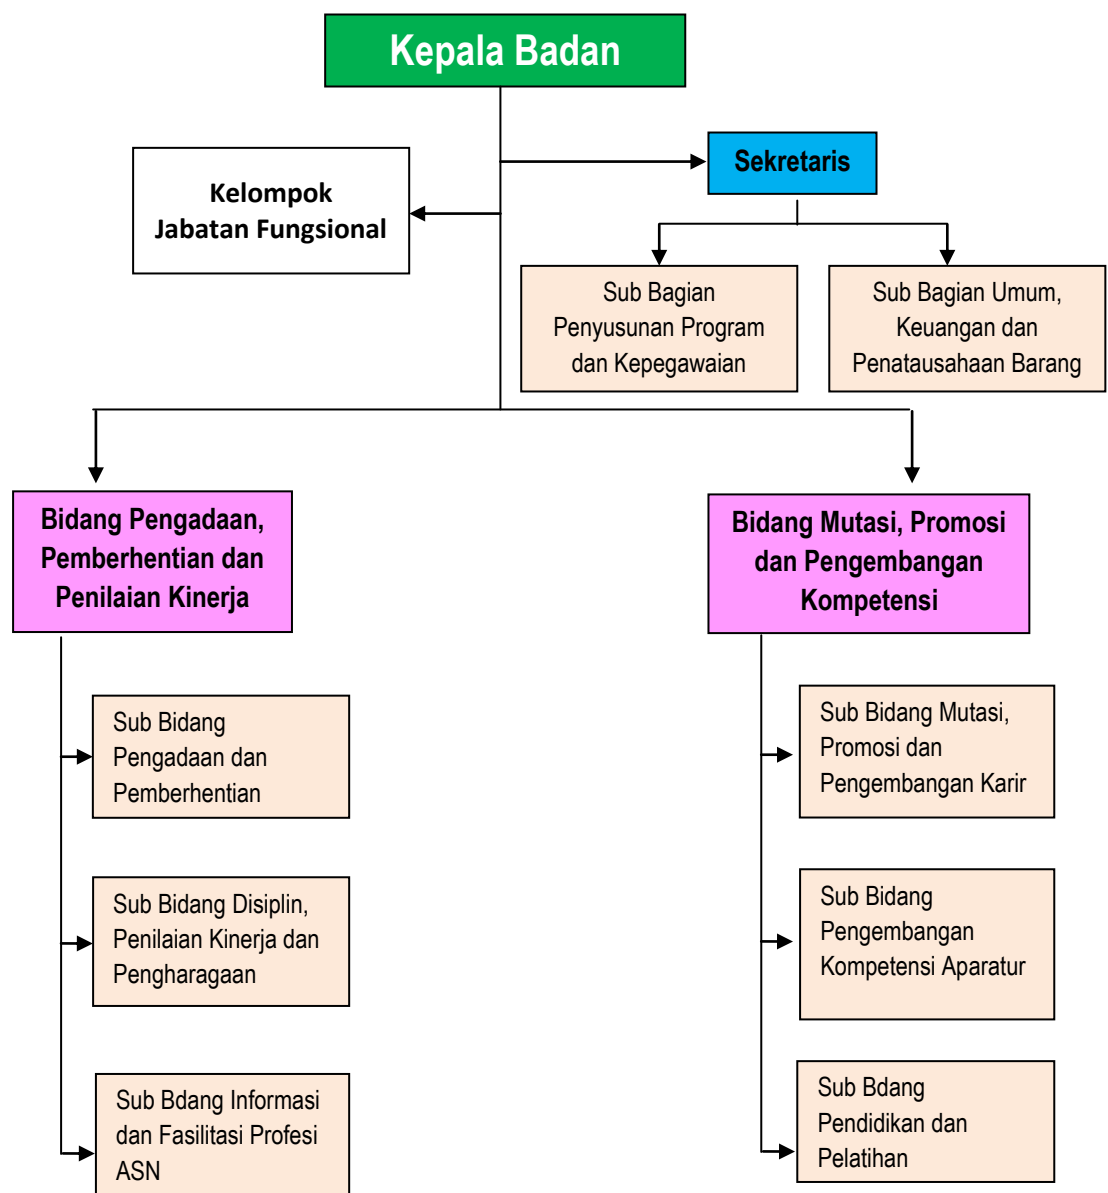 Kepala Badan
Sekretaris
Kelompok
Jabatan Fungsional
Sub Bagian
Penyusunan Program
dan Kepegawaian
Sub Bagian Umum,
Keuangan dan
Penatausahaan Barang
Bidang Pengadaan,
Pemberhentian dan
Penilaian Kinerja
Bidang Mutasi, Promosi
dan Pengembangan
Kompetensi
Sub Bidang
Pengadaan dan
Pemberhentian
Sub Bidang Disiplin,
Penilaian Kinerja dan
Pengharagaan
Sub Bdang Informasi
dan Fasilitasi Profesi
ASN
Sub Bidang Mutasi,
Promosi dan
Pengembangan Karir
Sub Bidang
Pengembangan
Kompetensi Aparatur
Sub Bdang
Pendidikan dan
Pelatihan